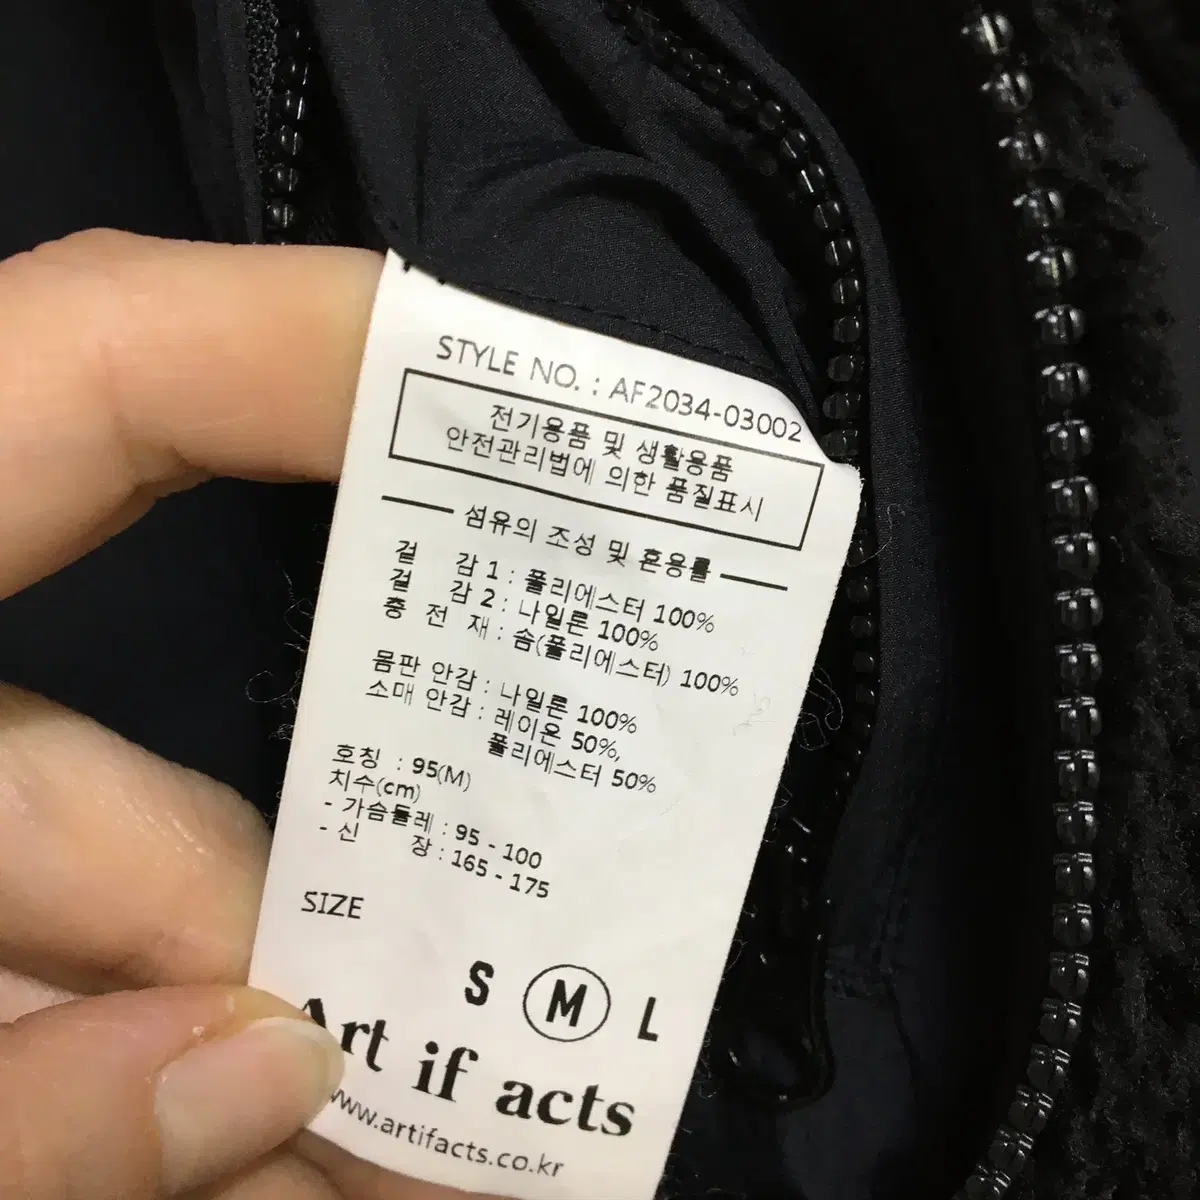 STYLE NO. : AF2034-03002
전기용품 및 생활용품
안전관리법에 의한 품질표시
섬유의 조성 및 혼용률
겉 감 1 : 폴리에스터 100%
겉 감 2 : 나일론 100%
충 전 재 : 솜(폴리에스터) 100%
몸판 안감 : 나일론 100%
소매 안감 : 레이온 50%,
폴리에스터 50%
호칭 : 95(M)
치수(cm)
- 가슴둘레 : 95 - 100
- 신 장 : 165 - 175
SIZE
S M L
Art if acts
www.artifacts.co.kr